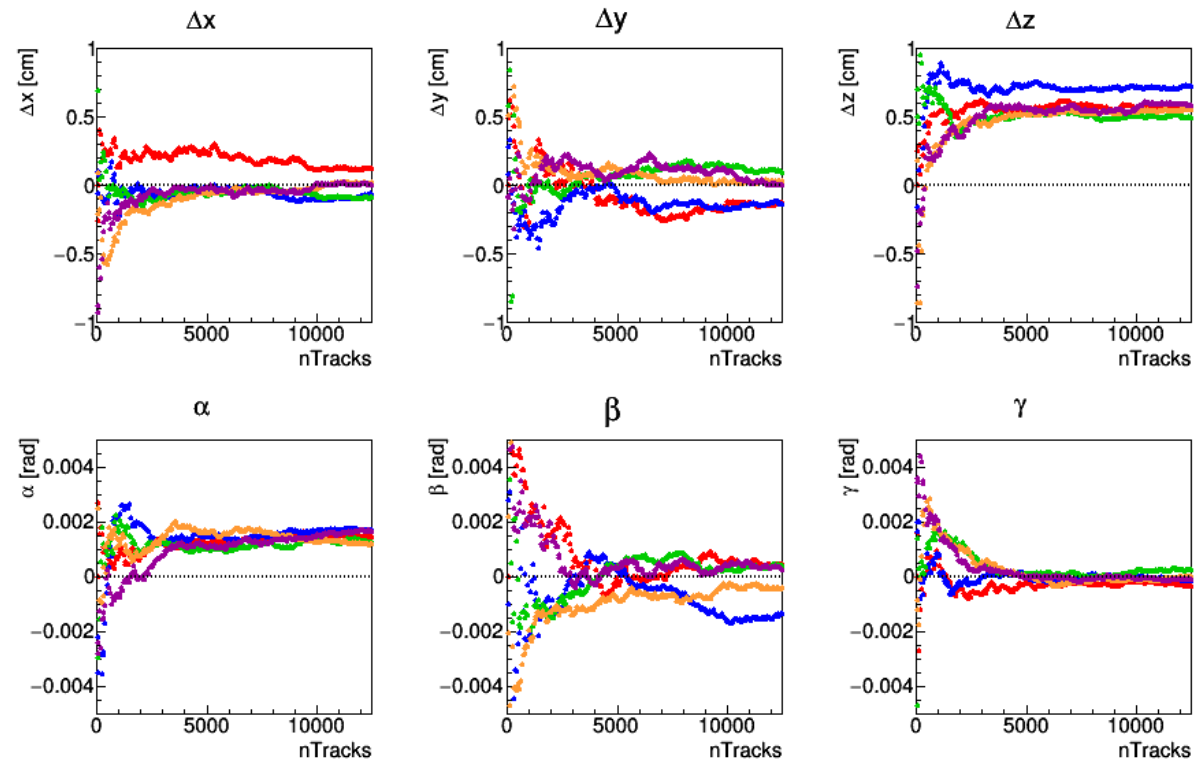 Δx Δy Δz
Δx [cm]
1
0.5
0
−0.5
−1
0 5000 10000
nTracks
Δy [cm]
1
0.5
0
−0.5
−1
0 5000 10000
nTracks
Δz [cm]
1
0.5
0
−0.5
−1
0 5000 10000
nTracks
α β γ
α [rad]
0.004
0.002
0
−0.002
−0.004
0 5000 10000
nTracks
β [rad]
0.004
0.002
0
−0.002
−0.004
0 5000 10000
nTracks
γ [rad]
0.004
0.002
0
−0.002
−0.004
0 5000 10000
nTracks